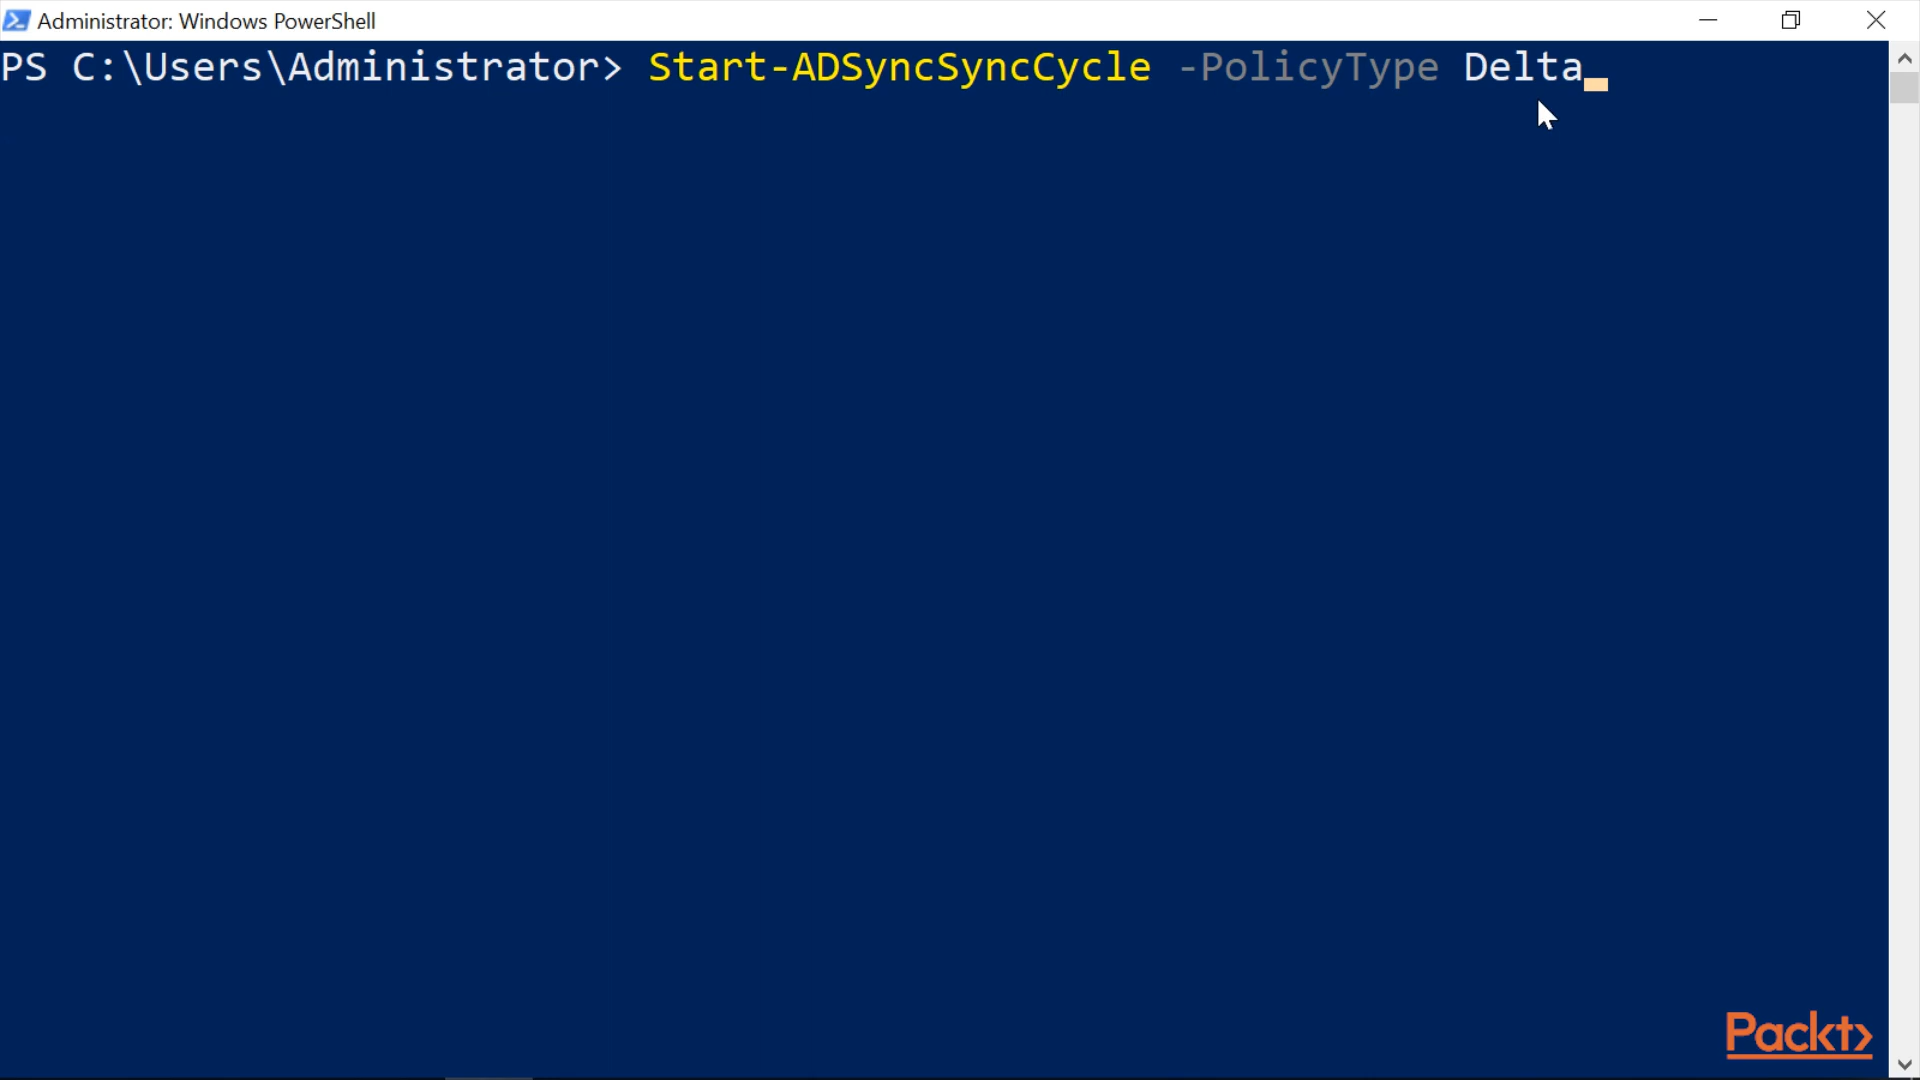 Administrator: Windows PowerShell
PS C:\Users\Administrator> Start-ADSyncSyncCycle -PolicyType Delta
Packt>